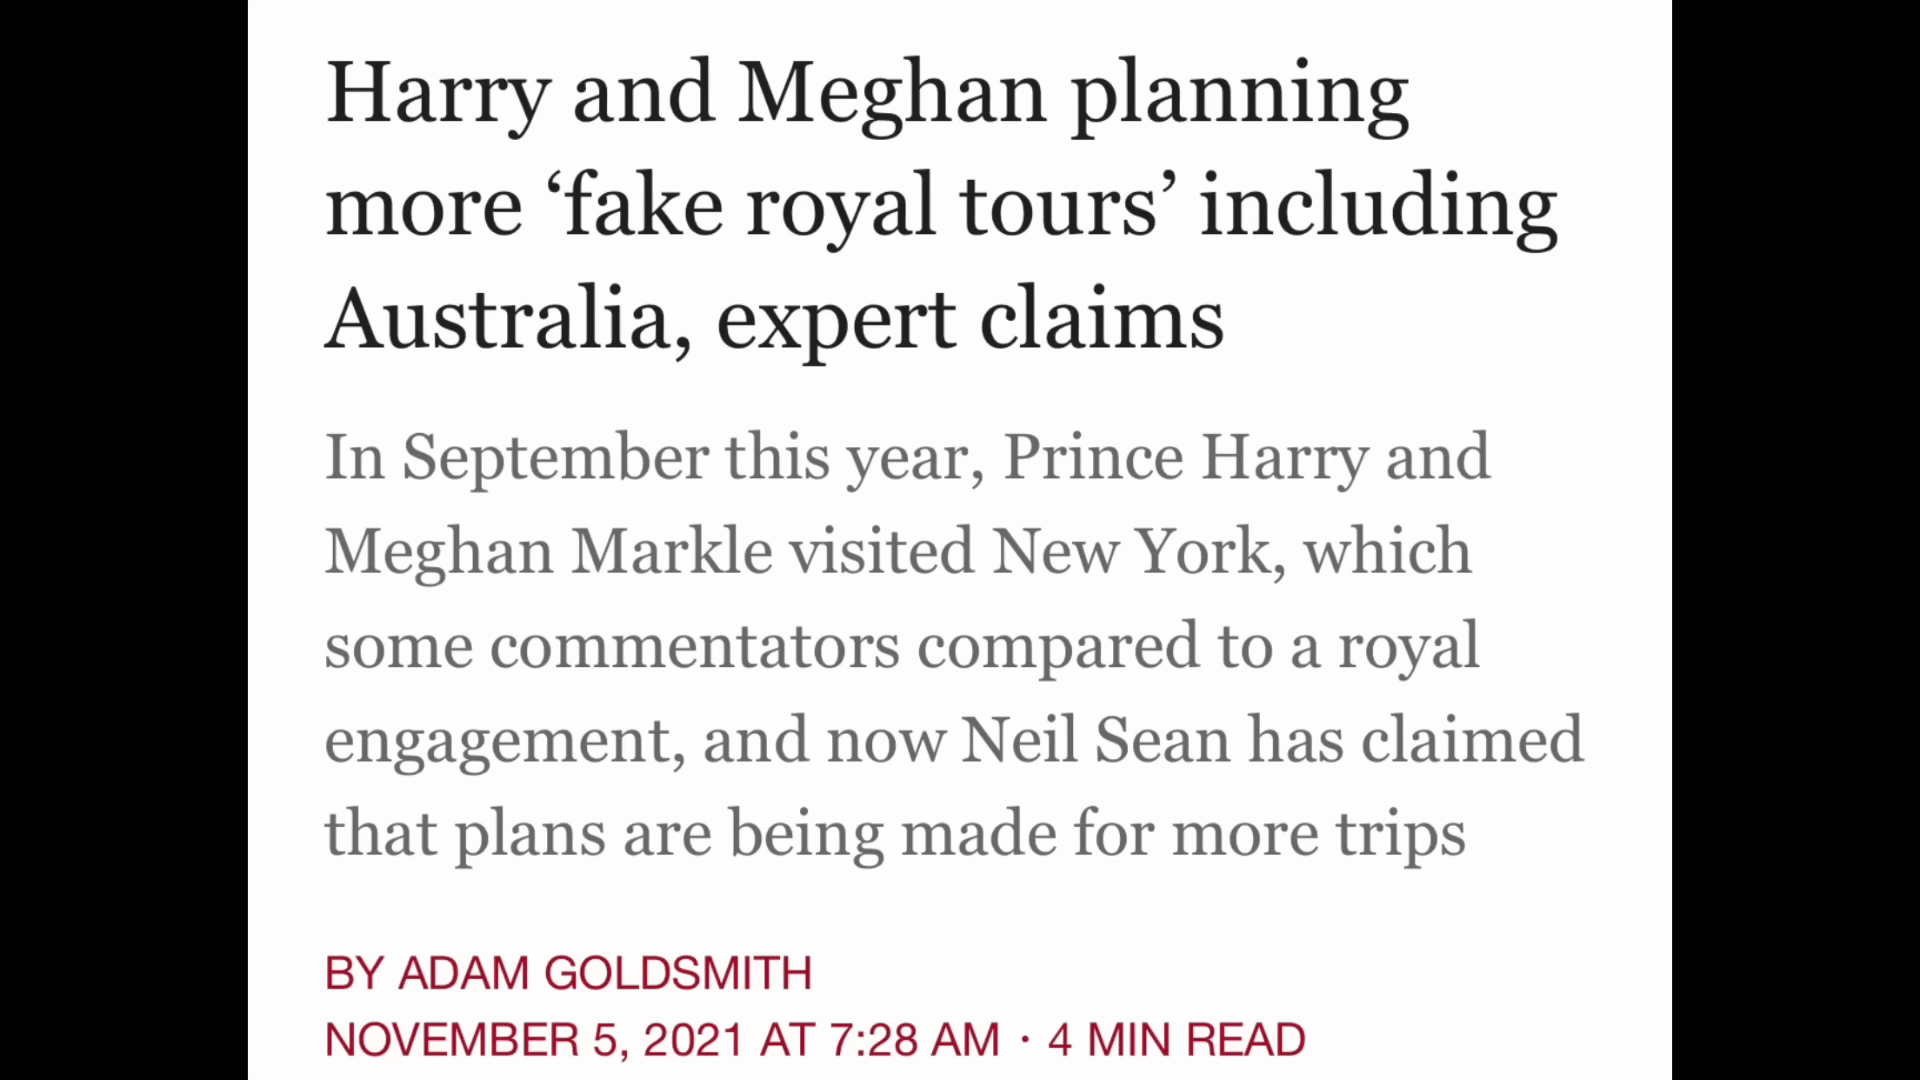 Harry and Meghan planning
more ‘fake royal tours’ including
Australia, expert claims
In September this year, Prince Harry and
Meghan Markle visited New York, which
some commentators compared to a royal
engagement, and now Neil Sean has claimed
that plans are being made for more trips
BY ADAM GOLDSMITH
NOVEMBER 5, 2021 AT 7:28 AM · 4 MIN READ